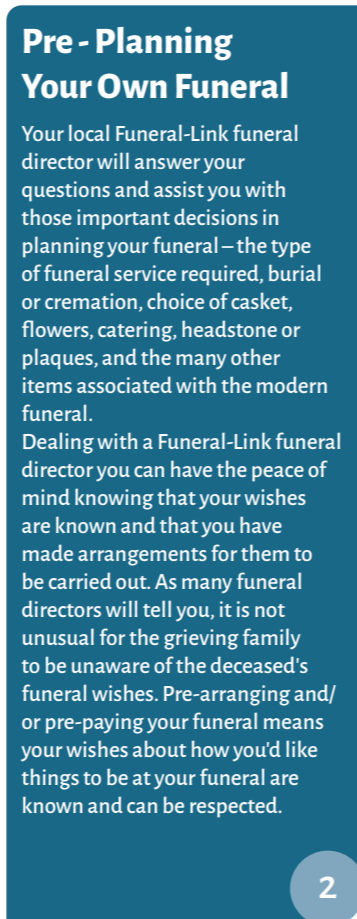 Pre - Planning
Your Own Funeral
Your local Funeral-Link funeral
director will answer your
questions and assist you with
those important decisions in
planning your funeral – the type
of funeral service required, burial
or cremation, choice of casket,
flowers, catering, headstone or
plaques, and the many other
items associated with the modern
funeral.
Dealing with a Funeral-Link funeral
director you can have the peace of
mind knowing that your wishes
are known and that you have
made arrangements for them to
be carried out. As many funeral
directors will tell you, it is not
unusual for the grieving family
to be unaware of the deceased's
funeral wishes. Pre-arranging and/
or pre-paying your funeral means
your wishes about how you'd like
things to be at your funeral are
known and can be respected.
2